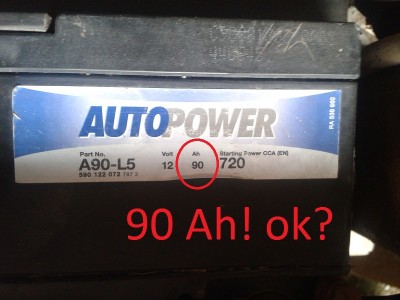 AUTOPOWER
Part No. Volt Ah Starting Power CCA (EN)
A90-L5 12 90 720
590 122 072
90 Ah! ok?